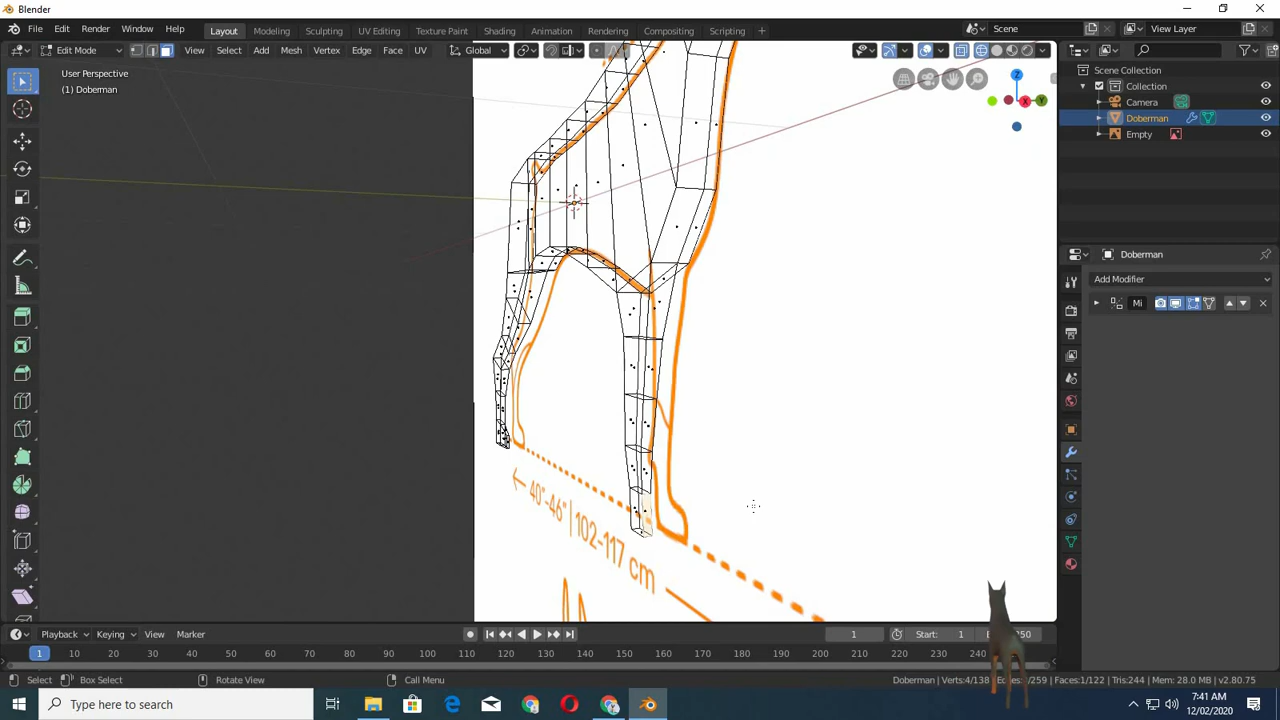 Blender
File Edit Render Window Help Layout Modeling Sculpting UV Editing Texture Paint Shading Animation Rendering Compositing Scripting + Scene View Layer
Edit Mode View Select Add Mesh Vertex Edge Face UV Global
User Perspective
(1) Doberman
Z
X
Y
Scene Collection
Collection
Camera
Doberman
Empty
Doberman
Add Modifier
Mi
40"-46" | 102-117 cm
Playback Keying View Marker 1 Start: 1 250
1 10 20 30 40 50 60 70 80 90 100 110 120 130 140 150 160 170 180 190 200 210 220 230 240
Select Box Select Rotate View Call Menu Doberman | Verts:4/138 /259 | Faces:1/122 | Tris:244 | Mem: 28.0 MB | v2.80.75
Type here to search
7:41 AM
12/02/2020